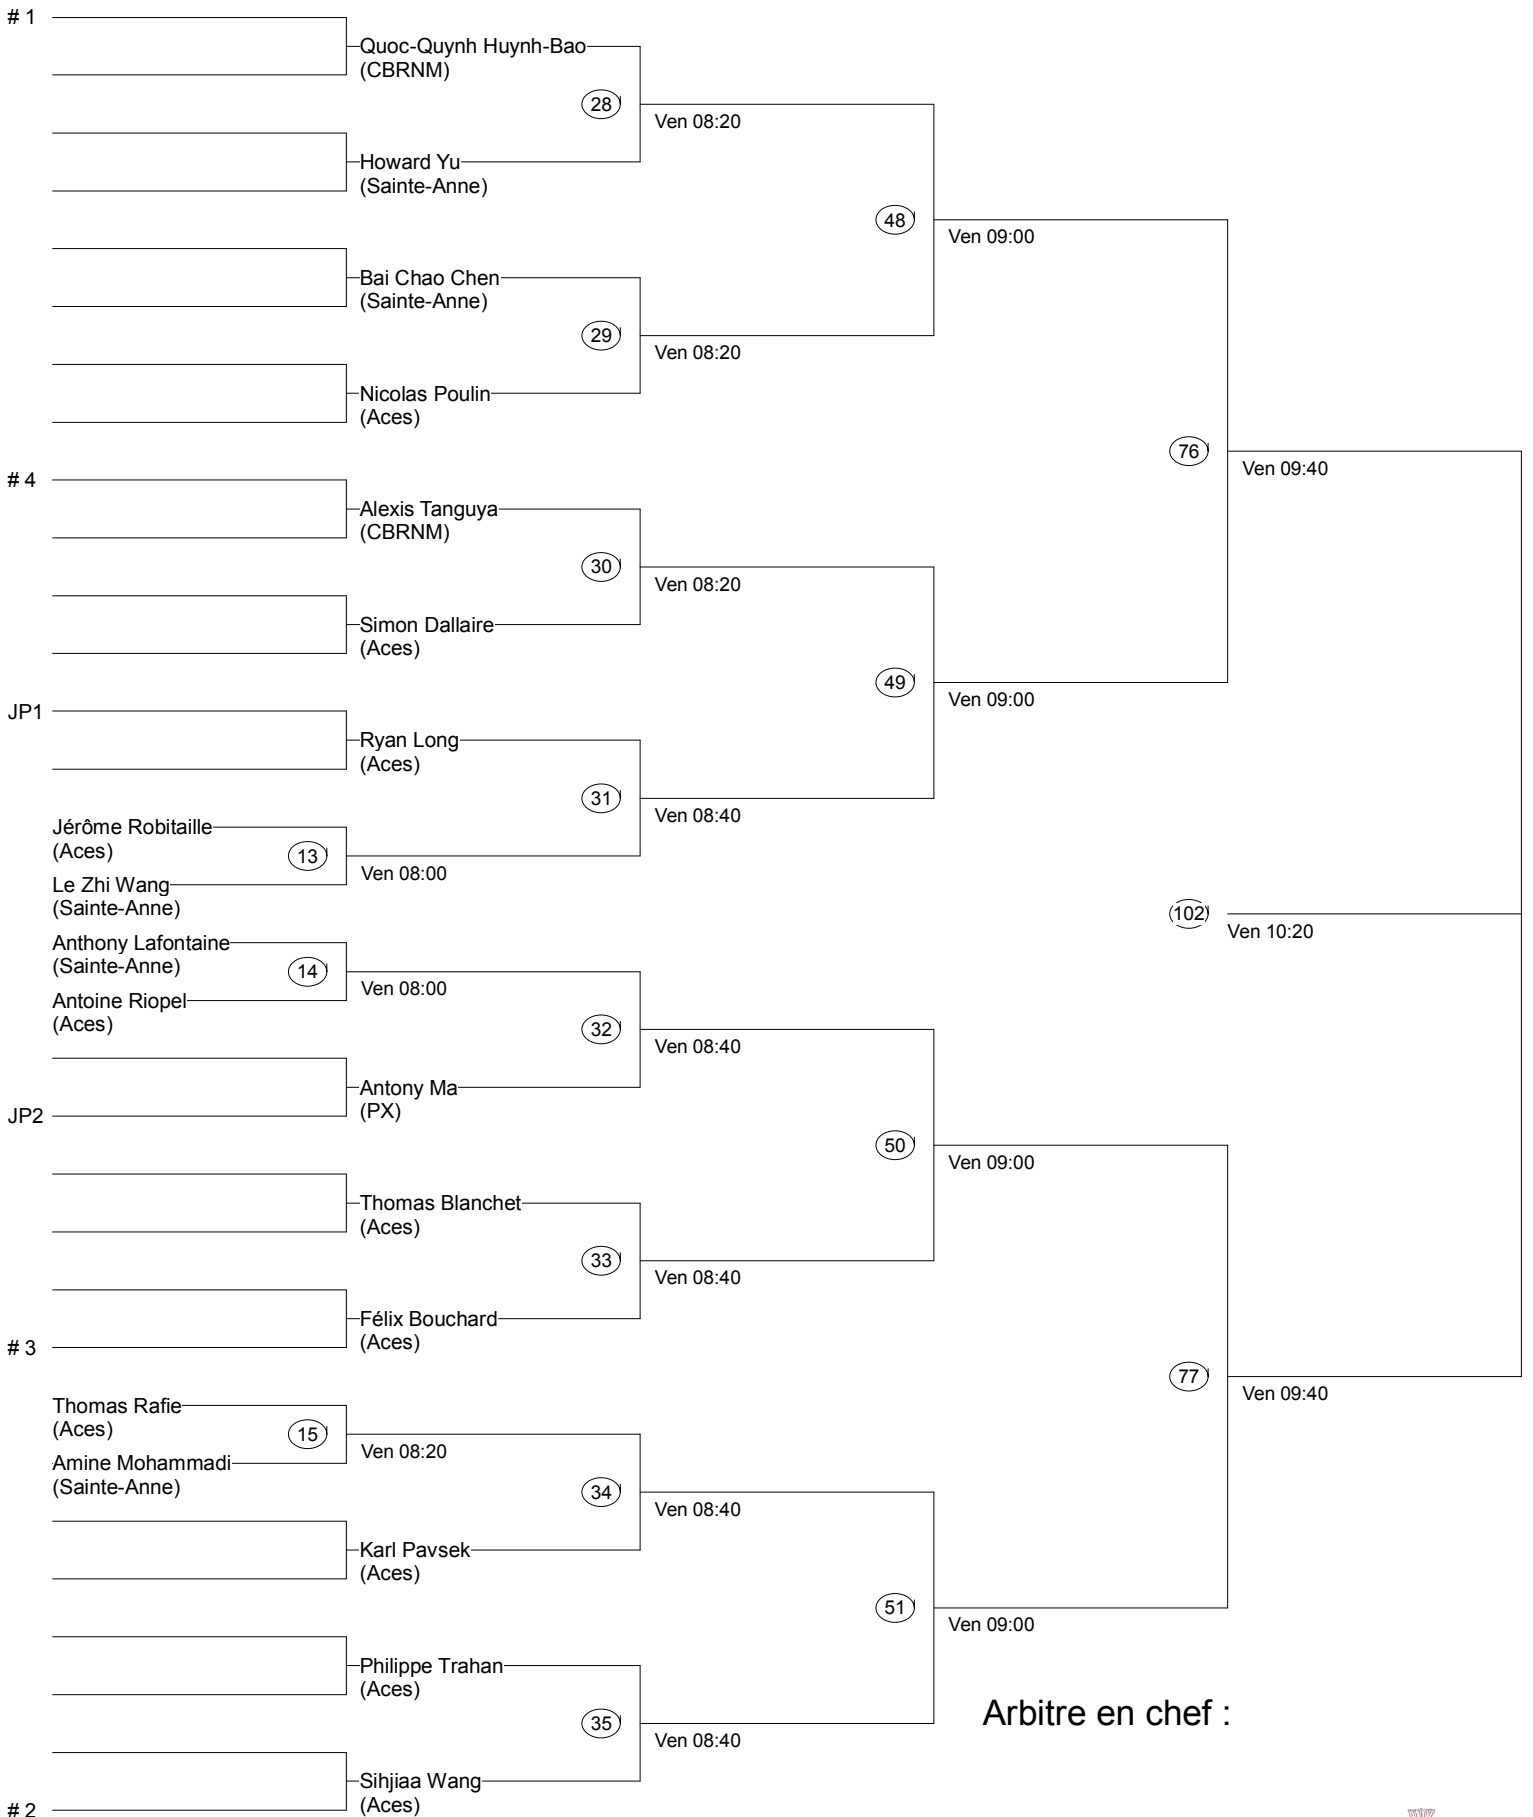 # 1
Quoc-Quynh Huynh-Bao
(CBRNM)
28
Ven 08:20
Howard Yu
(Sainte-Anne)
48
Ven 09:00
Bai Chao Chen
(Sainte-Anne)
29
Ven 08:20
Nicolas Poulin
(Aces)
76
Ven 09:40
# 4
Alexis Tanguya
(CBRNM)
30
Ven 08:20
Simon Dallaire
(Aces)
49
Ven 09:00
JP1
Ryan Long
(Aces)
31
Ven 08:40
Jérôme Robitaille
(Aces)
13
Ven 08:00
Le Zhi Wang
(Sainte-Anne)
102
Ven 10:20
Anthony Lafontaine
(Sainte-Anne)
14
Ven 08:00
Antoine Riopel
(Aces)
32
Ven 08:40
Antony Ma
(PX)
JP2
50
Ven 09:00
Thomas Blanchet
(Aces)
33
Ven 08:40
Félix Bouchard
(Aces)
# 3
77
Ven 09:40
Thomas Rafie
(Aces)
15
Ven 08:20
Amine Mohammadi
(Sainte-Anne)
34
Ven 08:40
Karl Pavsek
(Aces)
51
Ven 09:00
Philippe Trahan
(Aces)
35
Ven 08:40
Arbitre en chef :
Sihjiaa Wang
(Aces)
# 2